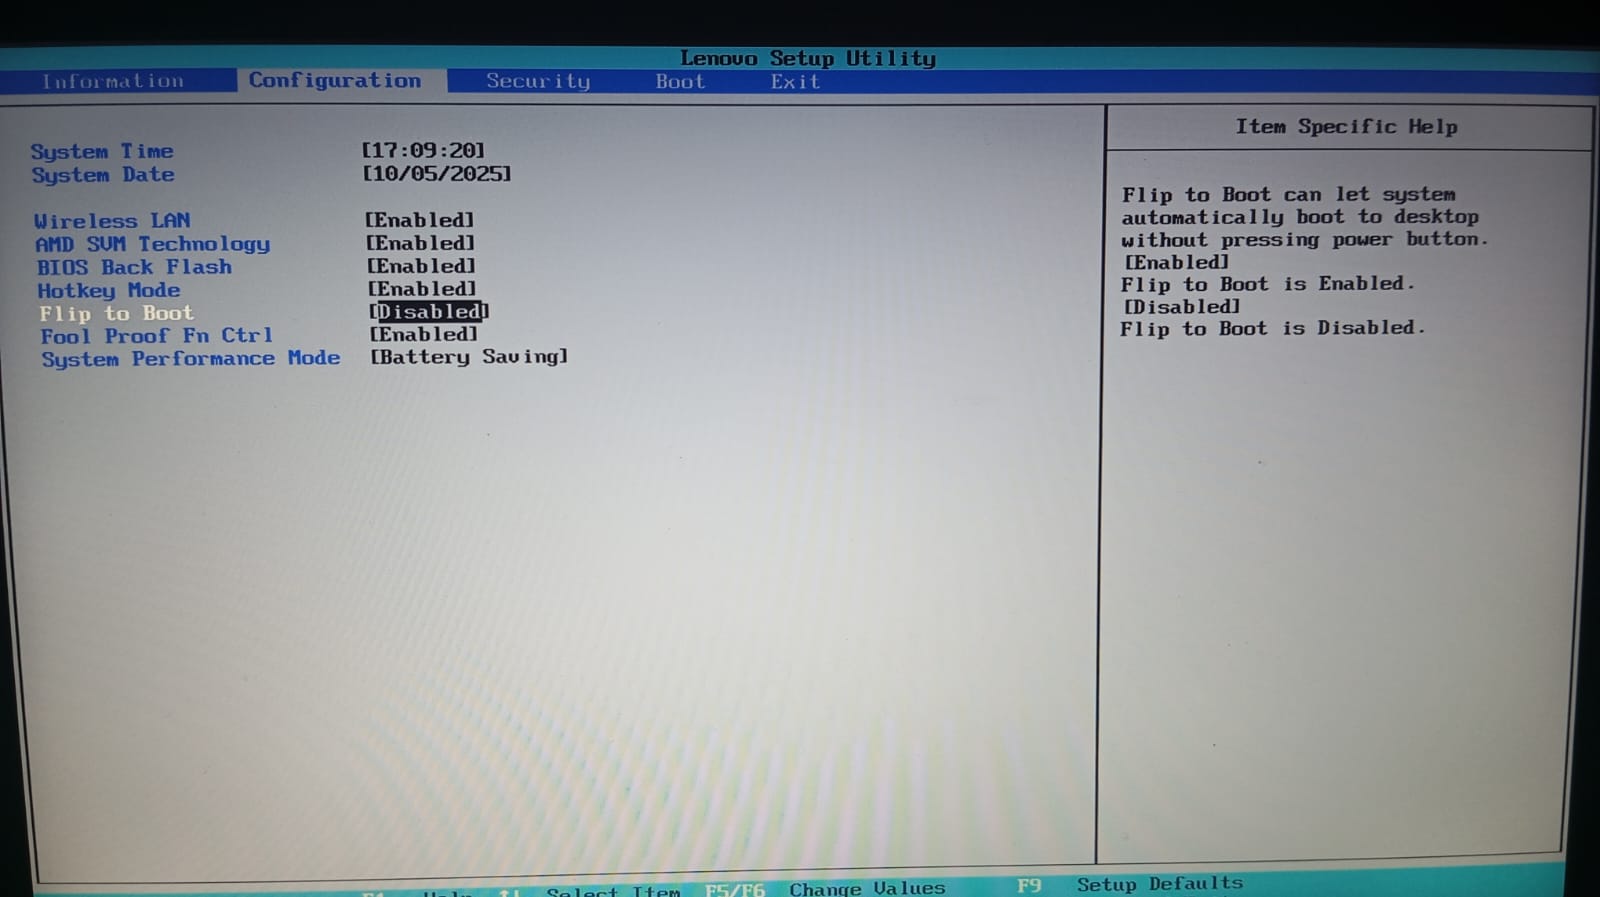 Lenovo Setup Utility
Information Configuration Security Boot Exit
System Time [17:09:20]
System Date [10/05/2025]
Wireless LAN [Enabled]
AMD SVM Technology [Enabled]
BIOS Back Flash [Enabled]
Hotkey Mode [Enabled]
Flip to Boot [Disabled]
Fool Proof Fn Ctrl [Enabled]
System Performance Mode [Battery Saving]
Item Specific Help
Flip to Boot can let system
automatically boot to desktop
without pressing power button.
[Enabled]
Flip to Boot is Enabled.
[Disabled]
Flip to Boot is Disabled.
Help ↑↓ Select Item F5/F6 Change Values F9 Setup Defaults